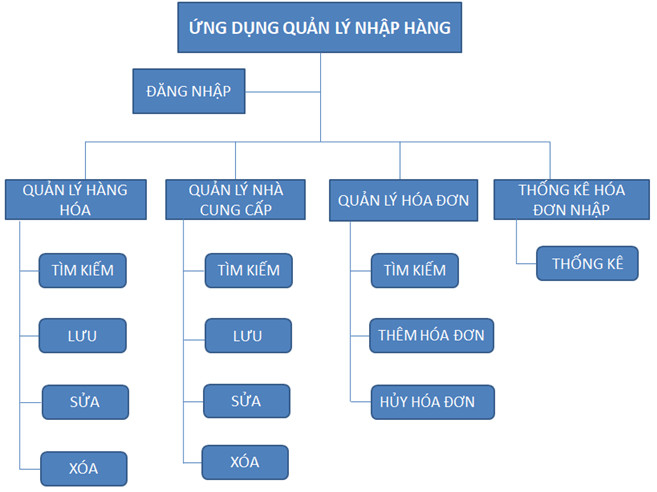 ỨNG DỤNG QUẢN LÝ NHẬP HÀNG
ĐĂNG NHẬP
QUẢN LÝ HÀNG
HÓA
QUẢN LÝ NHÀ
CUNG CẤP
QUẢN LÝ HÓA ĐƠN
THỐNG KÊ HÓA
ĐƠN NHẬP
TÌM KIẾM
LƯU
SỬA
XÓA
TÌM KIẾM
LƯU
SỬA
XÓA
TÌM KIẾM
THÊM HÓA ĐƠN
HỦY HÓA ĐƠN
THỐNG KÊ